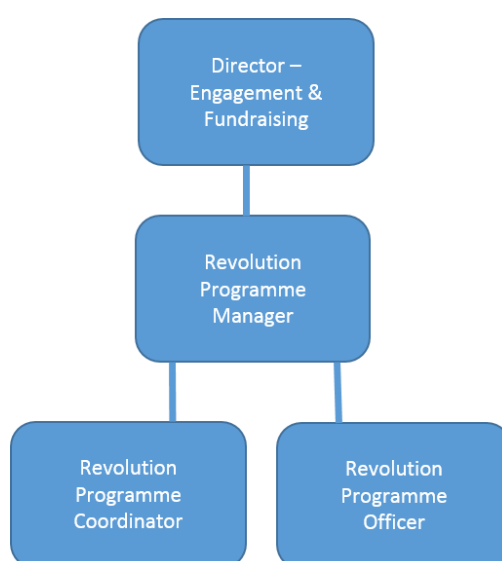 Director –
Engagement &
Fundraising
Revolution
Programme
Manager
Revolution
Programme
Coordinator
Revolution
Programme
Officer